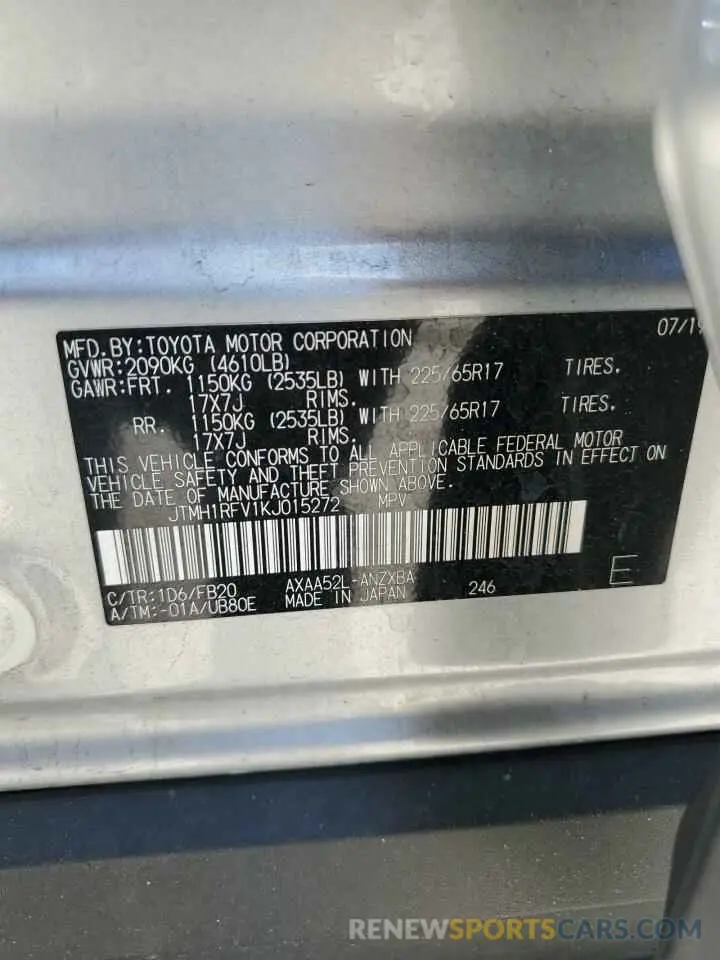 MFD. BY: TOYOTA MOTOR CORPORATION 07/19
GVWR: 2090KG (4610LB)
GAWR: FRT. 1150KG (2535LB) WITH 225/65R17 TIRES.
17X7J RIMS.
RR. 1150KG (2535LB) WITH 225/65R17 TIRES.
17X7J RIMS.
THIS VEHICLE CONFORMS TO ALL APPLICABLE FEDERAL MOTOR
VEHICLE SAFETY AND THEFT PREVENTION STANDARDS IN EFFECT ON
THE DATE OF MANUFACTURE SHOWN ABOVE.
JTMH1RFV1KJ015272 MPV
C/TR: 1D6/FB20 AXAA52L-ANZXBA
A/TM: -01A/UB80E MADE IN JAPAN 246 E
RENEWSPORTSCARS.COM